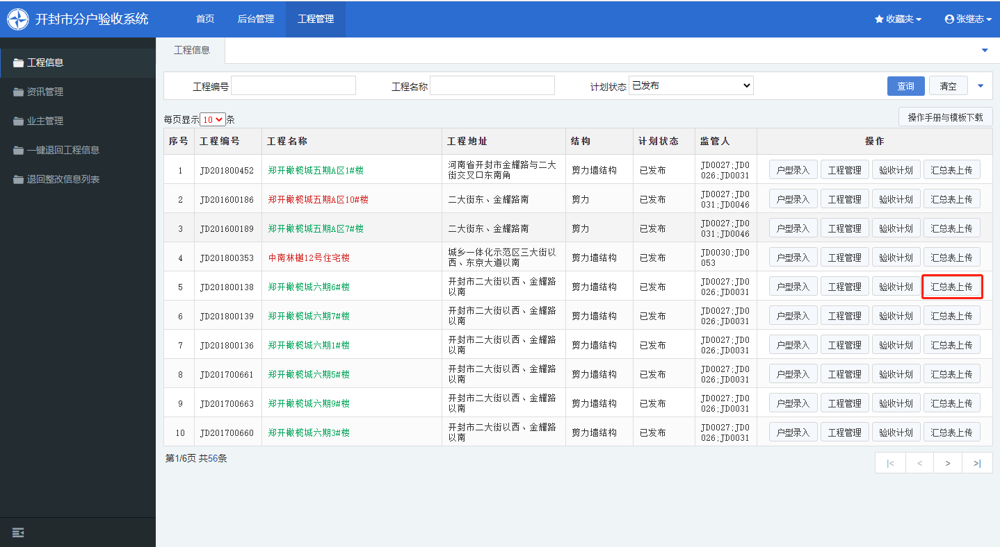 开封市分户验收系统 首页 后台管理 工程管理 收藏夹 张继志
工程信息
资讯管理
业主管理
一键退回工程信息
退回整改信息列表
工程信息
工程编号 工程名称 计划状态 已发布 查询 清空
每页显示 10 条 操作手册与模板下载
序号 工程编号 工程名称 工程地址 结构 计划状态 监管人 操作
1 JD201800452 郑开橄榄城五期A区1#楼 河南省开封市金耀路与二大 剪力墙结构 已发布 JD0027;JD0 户型录入 工程管理 验收计划 汇总表上传
街交叉口东南角 026;JD0031
2 JD201600186 郑开橄榄城五期A区10#楼 二大街东、金耀路南 剪力 已发布 JD0027;JD0 户型录入 工程管理 验收计划 汇总表上传
031;JD0046
3 JD201600189 郑开橄榄城五期A区7#楼 二大街东、金耀路南 剪力 已发布 JD0027;JD0 户型录入 工程管理 验收计划 汇总表上传
031;JD0046
4 JD201800353 中南林樾12号住宅楼 城乡一体化示范区三大街以 剪力墙结构 已发布 JD0030;JD0 户型录入 工程管理 验收计划 汇总表上传
西、东京大道以南 053
5 JD201800138 郑开橄榄城六期6#楼 开封市二大街以西、金耀路 剪力墙结构 已发布 JD0027;JD0 户型录入 工程管理 验收计划 汇总表上传
以南 026;JD0031
6 JD201800139 郑开橄榄城六期7#楼 开封市二大街以西、金耀路 剪力墙结构 已发布 JD0027;JD0 户型录入 工程管理 验收计划 汇总表上传
以南 026;JD0031
7 JD201800136 郑开橄榄城六期1#楼 开封市二大街以西、金耀路 剪力墙结构 已发布 JD0027;JD0 户型录入 工程管理 验收计划 汇总表上传
以南 026;JD0031
8 JD201700661 郑开橄榄城六期5#楼 开封市二大街以西、金耀路 剪力墙结构 已发布 JD0027;JD0 户型录入 工程管理 验收计划 汇总表上传
以南 026;JD0031
9 JD201700663 郑开橄榄城六期9#楼 开封市二大街以西、金耀路 剪力墙结构 已发布 JD0027;JD0 户型录入 工程管理 验收计划 汇总表上传
以南 026;JD0031
10 JD201700660 郑开橄榄城六期3#楼 开封市二大街以西、金耀路 剪力墙结构 已发布 JD0027;JD0 户型录入 工程管理 验收计划 汇总表上传
以南 026;JD0031
第1/6页 共56条 |< < > >|